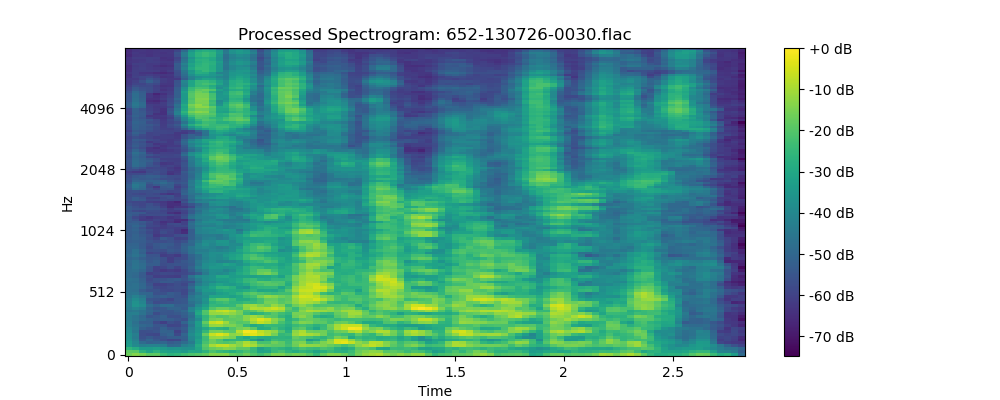 Processed Spectrogram: 652-130726-0030.flac
Hz
4096
2048
1024
512
0
0 0.5 1 1.5 2 2.5
Time
+0 dB
-10 dB
-20 dB
-30 dB
-40 dB
-50 dB
-60 dB
-70 dB